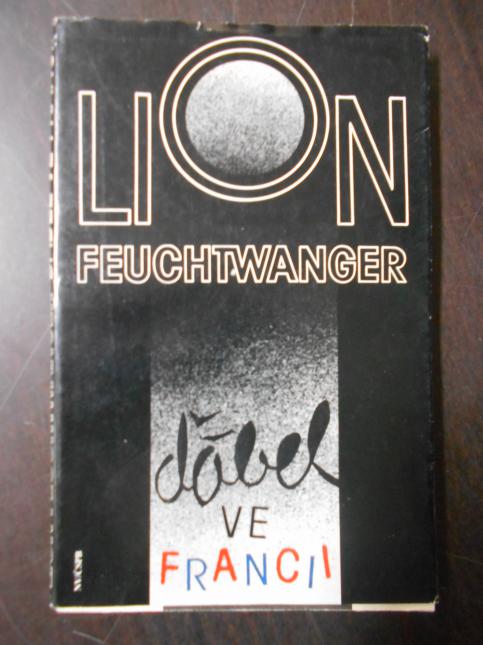 LION
FEUCHTWANGER
ďábel
VE
FRANCII